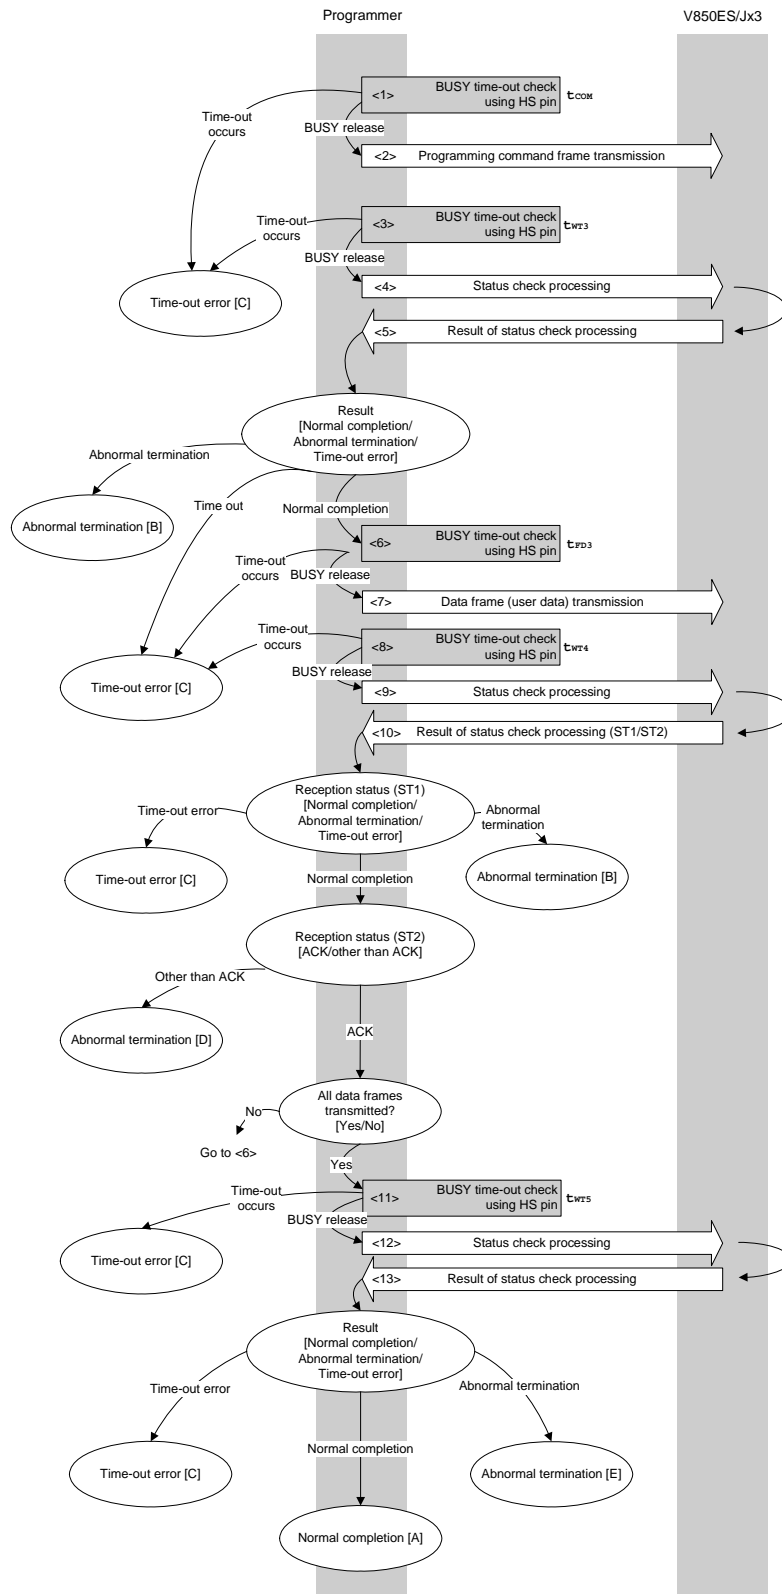 Programmer
V850ES/Jx3
<1>
BUSY time-out check
using HS pin
tCOM
Time-out
occurs
BUSY release
<2>
Programming command frame transmission
<3>
BUSY time-out check
using HS pin
tWT3
Time-out
occurs
BUSY release
<4>
Status check processing
Time-out error [C]
<5>
Result of status check processing
Result
[Normal completion/
Abnormal termination/
Time-out error]
Abnormal termination
Time out
Normal completion
Abnormal termination [B]
<6>
BUSY time-out check
using HS pin
tFD3
Time-out
occurs
BUSY release
<7>
Data frame (user data) transmission
<8>
BUSY time-out check
using HS pin
tWT4
Time-out
occurs
BUSY release
Time-out error [C]
<9>
Status check processing
<10>
Result of status check processing (ST1/ST2)
Reception status (ST1)
[Normal completion/
Abnormal termination/
Time-out error]
Time-out error
Abnormal
termination
Time-out error [C]
Normal completion
Abnormal termination [B]
Reception status (ST2)
[ACK/other than ACK]
Other than ACK
Abnormal termination [D]
ACK
All data frames
transmitted?
[Yes/No]
No
Go to <6>
Yes
<11>
BUSY time-out check
using HS pin
tWT5
Time-out
occurs
BUSY release
<12>
Status check processing
Time-out error [C]
<13>
Result of status check processing
Result
[Normal completion/
Abnormal termination/
Time-out error]
Time-out error
Abnormal termination
Normal completion
Time-out error [C]
Abnormal termination [E]
Normal completion [A]